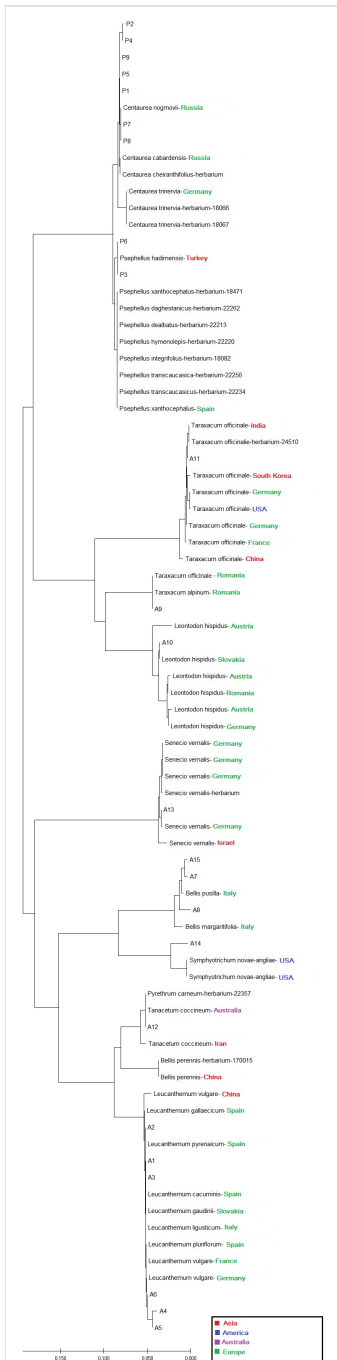 P2
P4
P9
P5
P1
Centaurea nogmovii- Russia
P7
P8
Centaurea cabardensis- Russia
Centaurea cheiranthifolius-herbarium
Centaurea trinervia- Germany
Centaurea trinervia-herbarium-18066
Centaurea trinervia-herbarium-18067
P6
Psephellus hadimensis- Turkey
P3
Psephellus xanthocephalus-herbarium-18471
Psephellus daghestanicus-herbarium-22262
Psephellus dealbatus-herbarium-22213
Psephellus hymenolepis-herbarium-22220
Psephellus integrifolius-herbarium-18082
Psephellus transcaucasica-herbarium-22256
Psephellus transcaucasicus-herbarium-22234
Psephellus xanthocephalus- Spain
Taraxacum officinale- India
Taraxacum officinalie-herbarium-24510
A11
Taraxacum officinale- South Korea
Taraxacum officinale- Germany
Taraxacum officinale- USA
Taraxacum officinale- Germany
Taraxacum officinale- France
Taraxacum officinale- China
Taraxacum officinale - Romania
Taraxacum alpinum- Romania
A9
Leontodon hispidus- Austria
A10
Leontodon hispidus- Slovakia
Leontodon hispidus- Austria
Leontodon hispidus- Romania
Leontodon hispidus- Austria
Leontodon hispidus- Germany
Senecio vernalis- Germany
Senecio vernalis- Germany
Senecio vernalis- Germany
Senecio vernalis-herbarium
A13
Senecio vernalis- Germany
Senecio vernalis- Israel
A15
A7
Bellis pusilla- Italy
A8
Bellis margaritifolia- Italy
A14
Symphyotrichum novae-angliae- USA
Symphyotrichum novae-angliae- USA
Pyrethrum carneum-herbarium-22357
Tanacetum coccineum- Australia
A12
Tanacetum coccineum- Iran
Bellis perennis-herbarium-170015
Bellis perennis- China
Leucanthemum vulgare- China
Leucanthemum gallaecicum- Spain
A2
Leucanthemum pyrenaicum- Spain
A1
A3
Leucanthemum cacuminis- Spain
Leucanthemum gaudinii- Slovakia
Leucanthemum ligusticum- Italy
Leucanthemum pluriflorum- Spain
Leucanthemum vulgare- France
Leucanthemum vulgare- Germany
A6
A4
A5
Asia
America
Australia
Europe
0.150 0.100 0.050 0.000